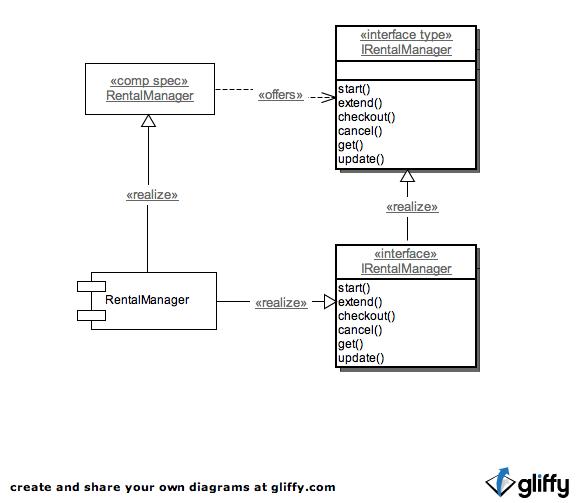 «interface type»
IRentalManager
start()
extend()
checkout()
cancel()
get()
update()
«comp spec»
RentalManager
«offers»
«realize»
«realize»
«interface»
IRentalManager
start()
extend()
checkout()
cancel()
get()
update()
RentalManager
«realize»
create and share your own diagrams at gliffy.com
gliffy